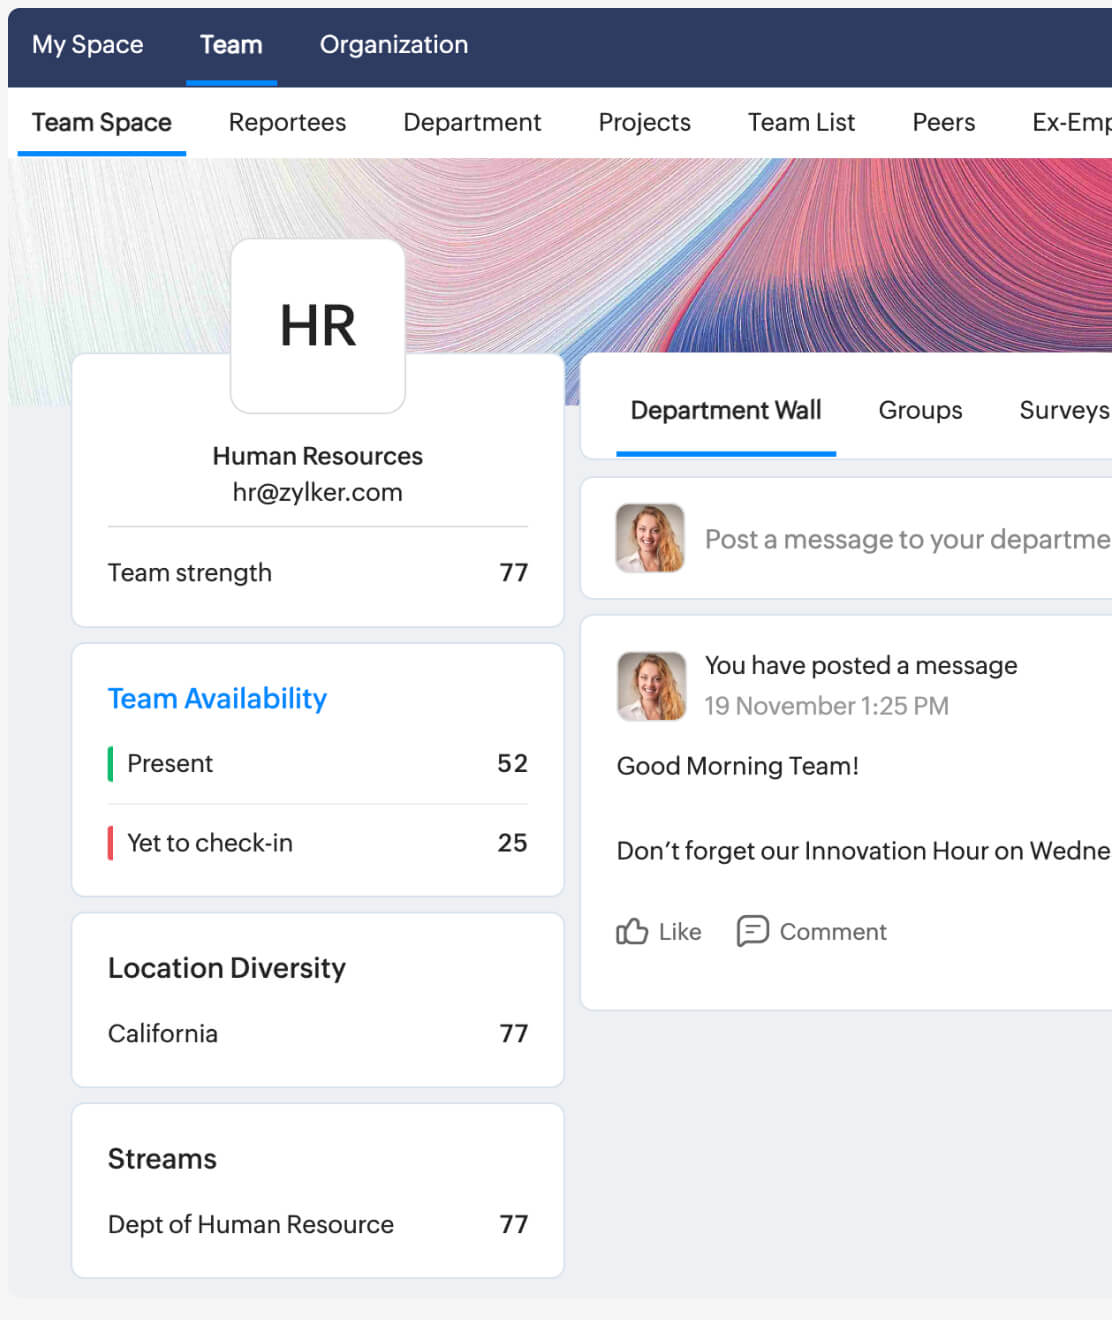 My Space Team Organization
Team Space Reportees Department Projects Team List Peers Ex-Emp
HR
Human Resources
hr@zylker.com
Team strength 77
Team Availability
Present 52
Yet to check-in 25
Location Diversity
California 77
Streams
Dept of Human Resource 77
Department Wall Groups Surveys
Post a message to your departme
You have posted a message
19 November 1:25 PM
Good Morning Team!
Don't forget our Innovation Hour on Wedne
Like Comment